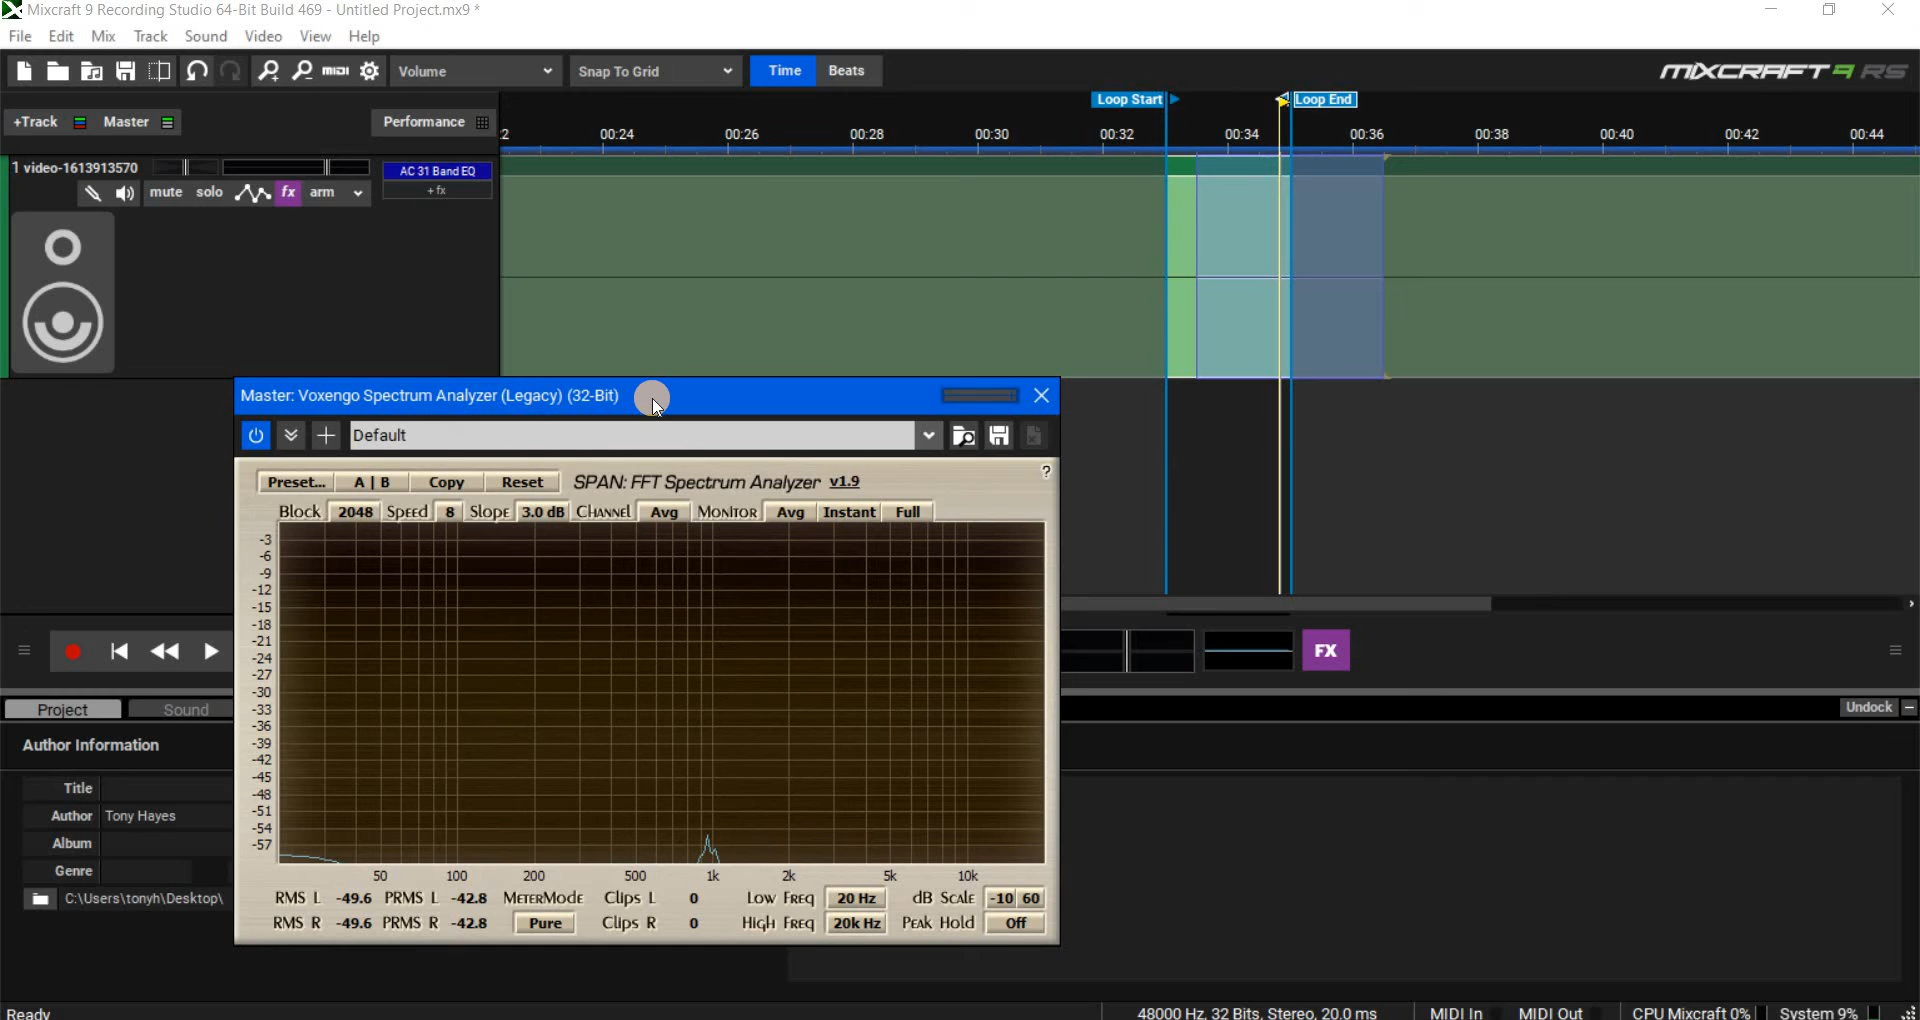 Mixcraft 9 Recording Studio 64-Bit Build 469 - Untitled Project.mx9 *
File Edit Mix Track Sound Video View Help
MIDI Volume Snap To Grid Time Beats MIXCRAFT 9 RS
Loop Start Loop End
+Track Master Performance
2 00:24 00:26 00:28 00:30 00:32 00:34 00:36 00:38 00:40 00:42 00:44
1 video-1613913570 AC 31 Band EQ
mute solo fx arm +fx
Master: Voxengo Spectrum Analyzer (Legacy) (32-Bit)
Default
Preset... A | B Copy Reset SPAN: FFT Spectrum Analyzer v1.9 ?
Block 2048 Speed 8 Slope 3.0 dB Channel Avg Monitor Avg Instant Full
-3
-6
-9
-12
-15
-18
-21
-24
-27
-30
-33
-36
-39
-42
-45
-48
-51
-54
-57
50 100 200 500 1k 2k 5k 10k
RMS L -49.6 PRMS L -42.8 MeterMode Clips L 0 Low Freq 20 Hz dB Scale -10 60
RMS R -49.6 PRMS R -42.8 Pure Clips R 0 High Freq 20k Hz Peak Hold Off
FX
Project Sound Undock
Author Information
Title
Author Tony Hayes
Album
Genre
C:\Users\tonyh\Desktop\
Ready 48000 Hz, 32 Bits, Stereo, 20.0 ms MIDI In MIDI Out CPU Mixcraft 0% System 9%